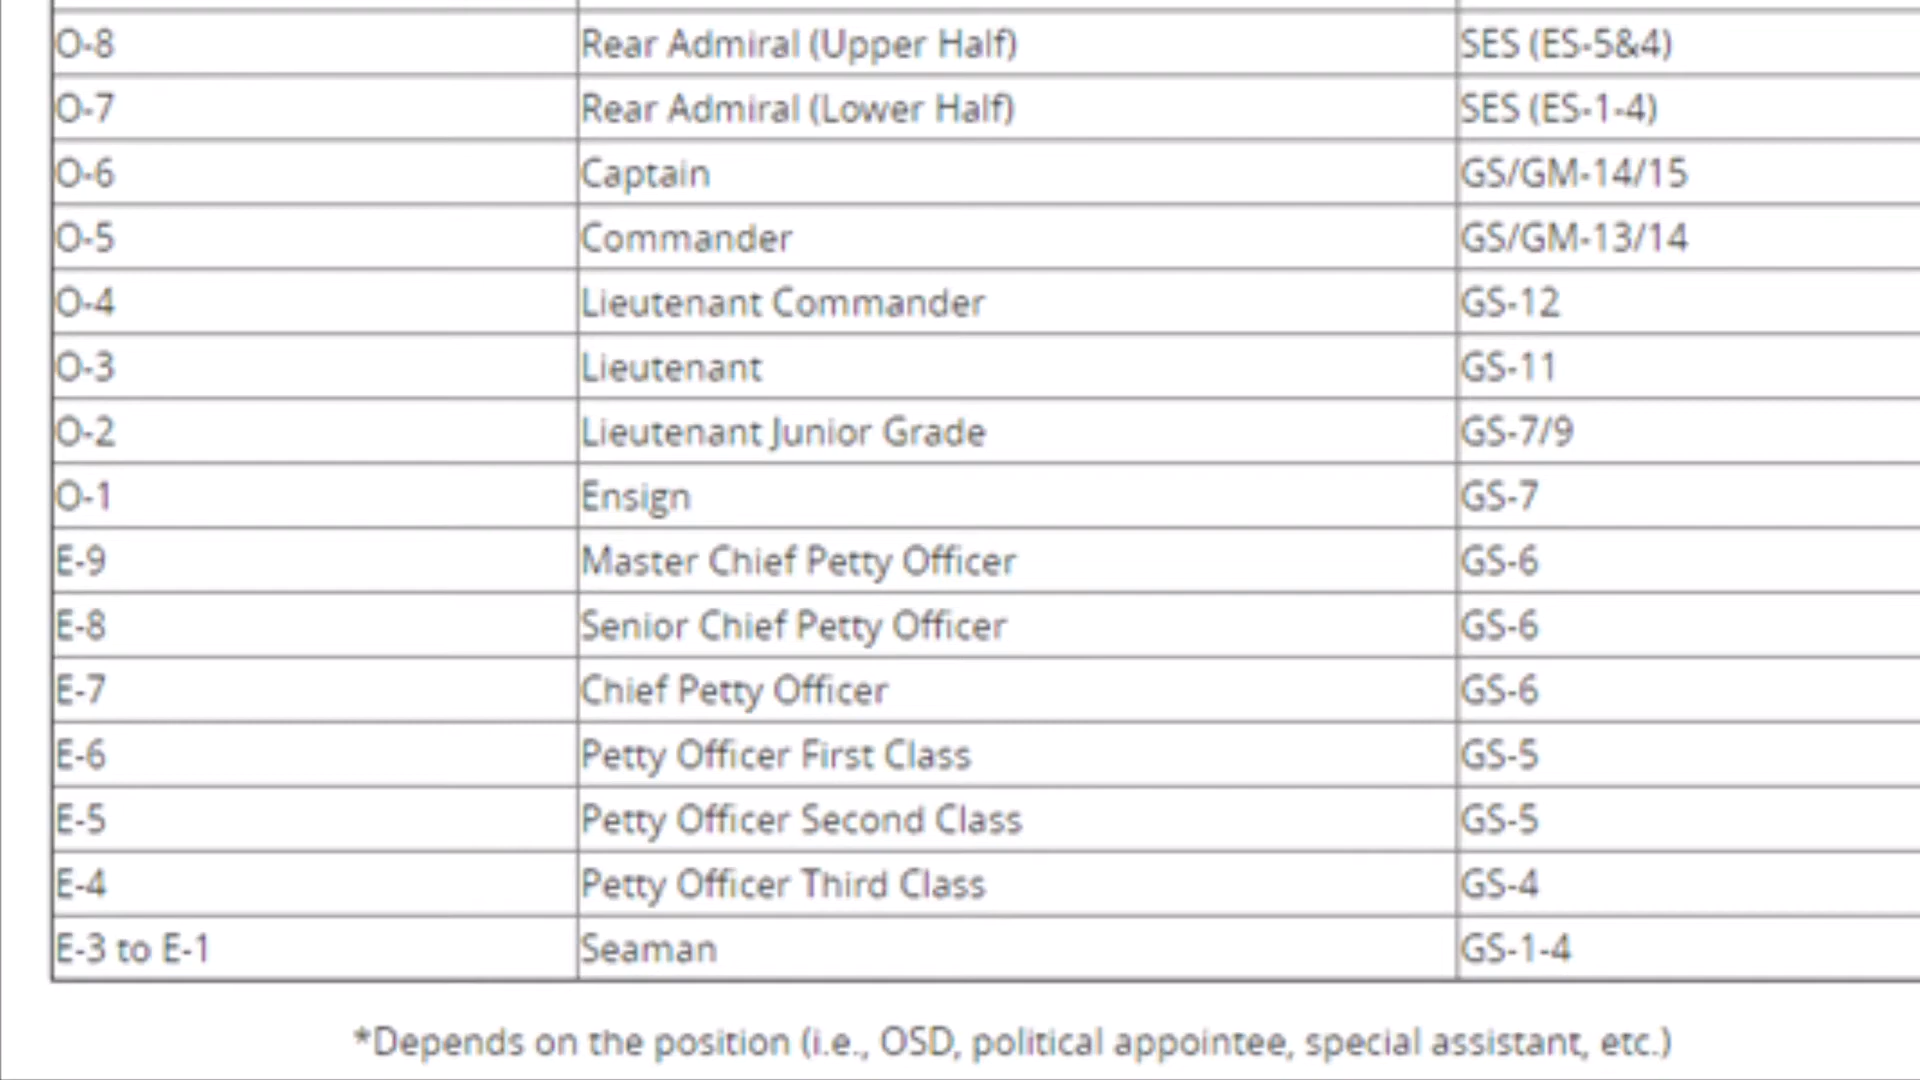 O-8 Rear Admiral (Upper Half) SES (ES-5&4)
O-7 Rear Admiral (Lower Half) SES (ES-1-4)
O-6 Captain GS/GM-14/15
O-5 Commander GS/GM-13/14
O-4 Lieutenant Commander GS-12
O-3 Lieutenant GS-11
O-2 Lieutenant Junior Grade GS-7/9
O-1 Ensign GS-7
E-9 Master Chief Petty Officer GS-6
E-8 Senior Chief Petty Officer GS-6
E-7 Chief Petty Officer GS-6
E-6 Petty Officer First Class GS-5
E-5 Petty Officer Second Class GS-5
E-4 Petty Officer Third Class GS-4
E-3 to E-1 Seaman GS-1-4
*Depends on the position (i.e., OSD, political appointee, special assistant, etc.)